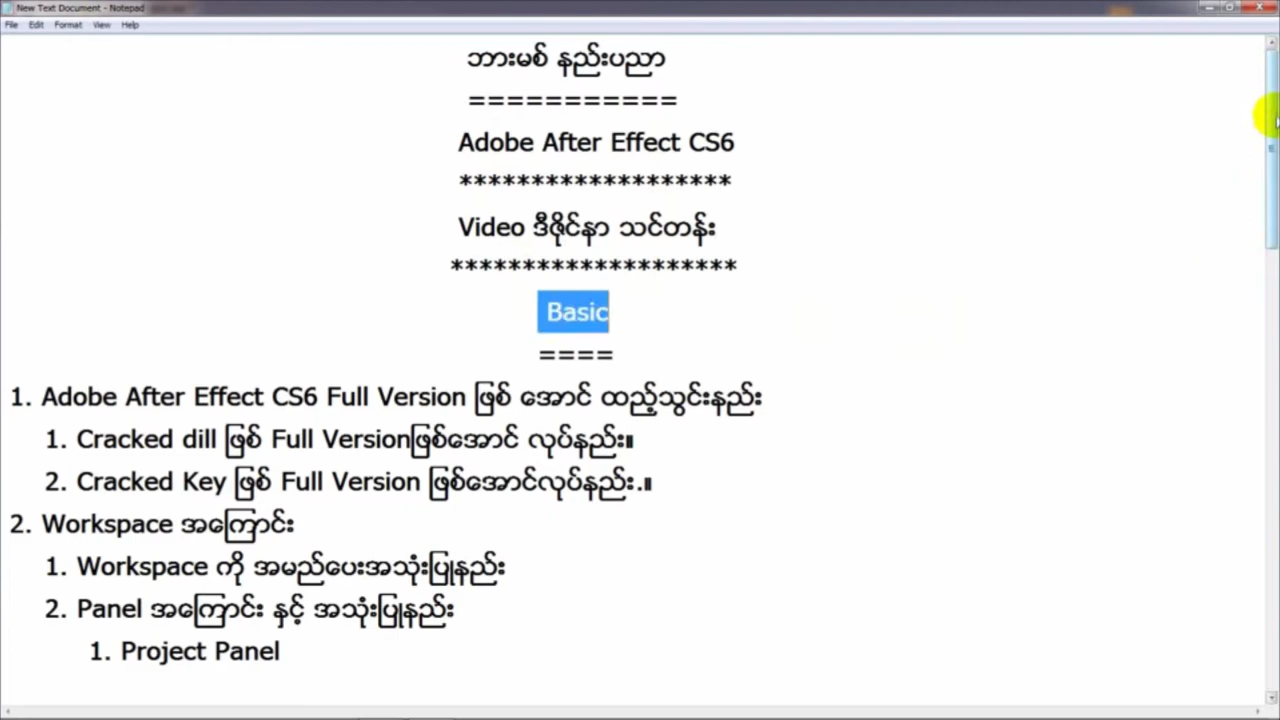 New Text Document - Notepad
File Edit Format View Help
ဘားမစ် နည်းပညာ
===========
Adobe After Effect CS6
*******************
Video ဒီဇိုင်နာ သင်တန်း
********************
Basic
====
1. Adobe After Effect CS6 Full Version ဖြစ် အောင် ထည့်သွင်းနည်း
1. Cracked dill ဖြစ် Full Versionဖြစ်အောင် လုပ်နည်း။
2. Cracked Key ဖြစ် Full Version ဖြစ်အောင်လုပ်နည်း.။
2. Workspace အကြောင်း
1. Workspace ကို အမည်ပေးအသုံးပြုနည်း
2. Panel အကြောင်း နှင့် အသုံးပြုနည်း
1. Project Panel